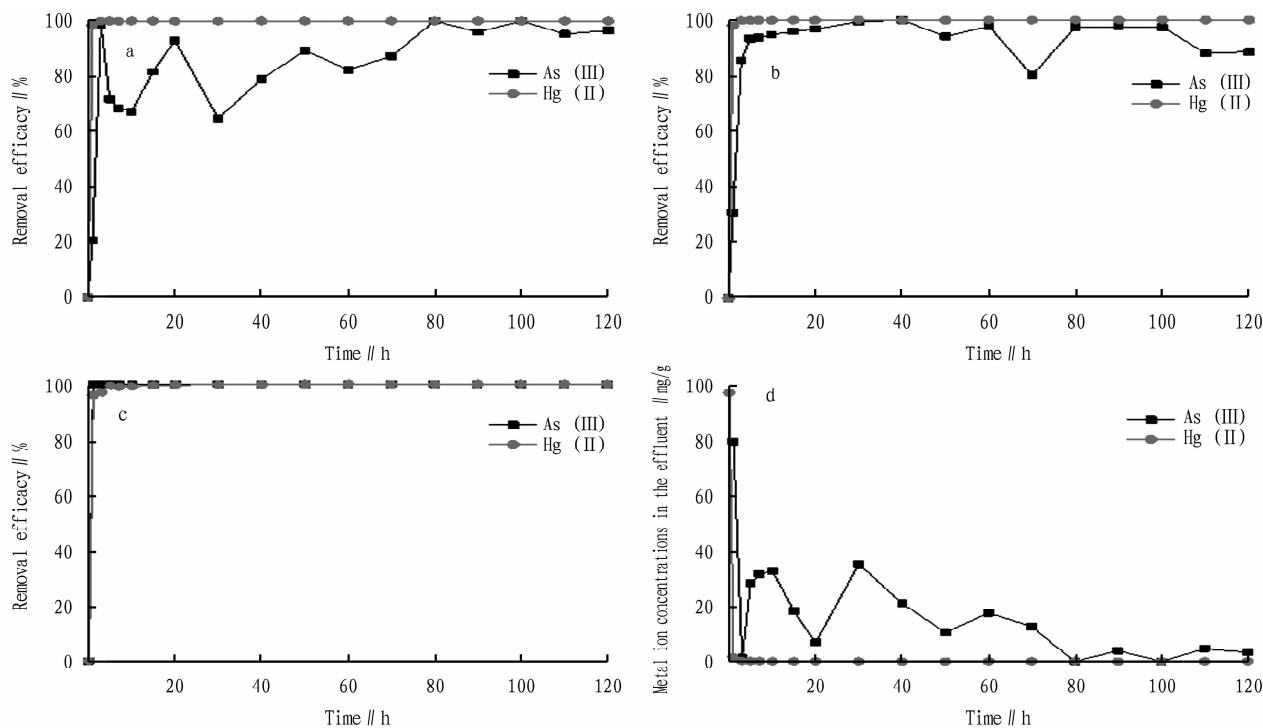 100
80
60
40
20
0
Removal efficacy // %
a
As (III)
Hg (II)
20 40 60 80 100 120
Time // h
100
80
60
40
20
0
Removal efficacy // %
b
As (III)
Hg (II)
20 40 60 80 100 120
Time // h
100
80
60
40
20
0
Removal efficacy // %
c
As (III)
Hg (II)
20 40 60 80 100 120
Time // h
100
80
60
40
20
0
Metal ion concentrations in the effluent // mg/g
d
As (III)
Hg (II)
20 40 60 80 100 120
Time // h